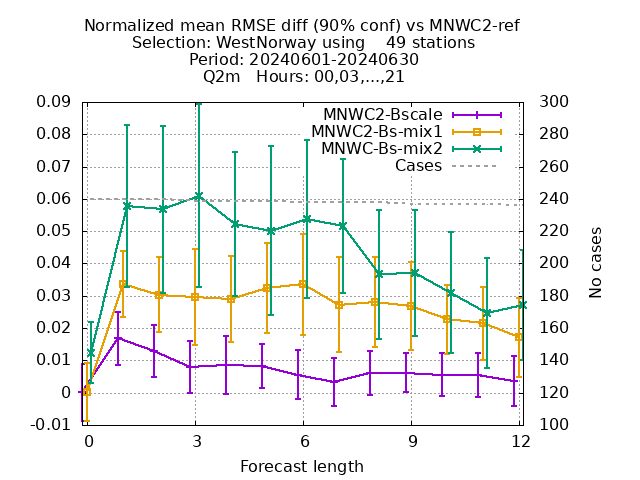 Normalized mean RMSE diff (90% conf) vs MNWC2-ref
Selection: WestNorway using    49 stations
Period: 20240601-20240630
Q2m   Hours: 00,03,...,21
MNWC2-Bscale
MNWC2-Bs-mix1
MNWC-Bs-mix2
Cases
0.09
0.08
0.07
0.06
0.05
0.04
0.03
0.02
0.01
0
-0.01
300
280
260
240
220
200
180
160
140
120
100
No cases
0
3
6
9
12
Forecast length